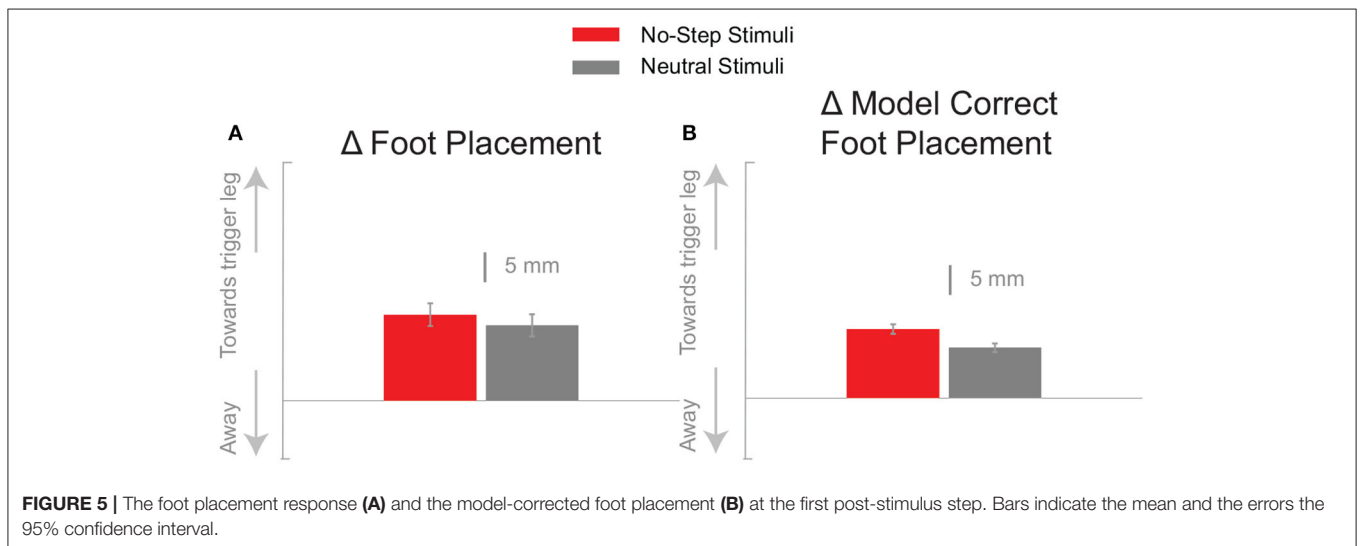 No-Step Stimuli
Neutral Stimuli
A
Δ Foot Placement
Towards trigger leg
Away
5 mm
B
Δ Model Correct
Foot Placement
Towards trigger leg
Away
5 mm
FIGURE 5 | The foot placement response (A) and the model-corrected foot placement (B) at the first post-stimulus step. Bars indicate the mean and the errors the
95% confidence interval.